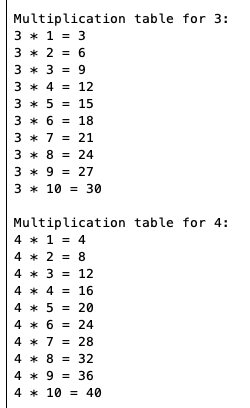 Multiplication table for 3:
3 * 1 = 3
3 * 2 = 6
3 * 3 = 9
3 * 4 = 12
3 * 5 = 15
3 * 6 = 18
3 * 7 = 21
3 * 8 = 24
3 * 9 = 27
3 * 10 = 30

Multiplication table for 4:
4 * 1 = 4
4 * 2 = 8
4 * 3 = 12
4 * 4 = 16
4 * 5 = 20
4 * 6 = 24
4 * 7 = 28
4 * 8 = 32
4 * 9 = 36
4 * 10 = 40